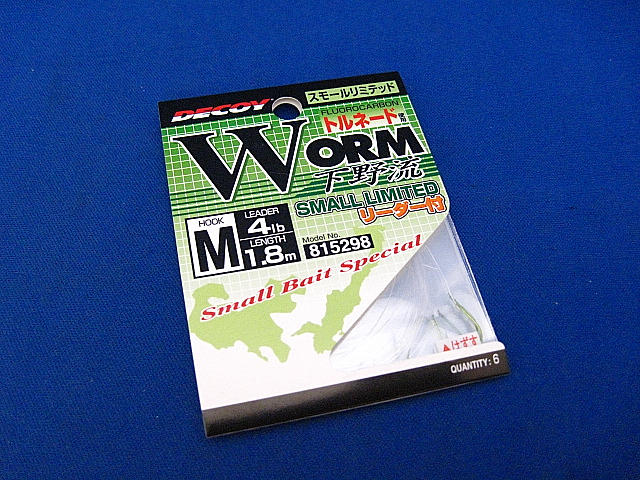 DECOY
スモールリミテッド
FLUOROCARBON
トルネード
WORM
下野流
SMALL LIMITED
リーダー付
HOOK
M
LEADER
4lb
LENGTH
1.8m
Model No.
815298
Small Bait Special
▲はずす
QUANTITY: 6